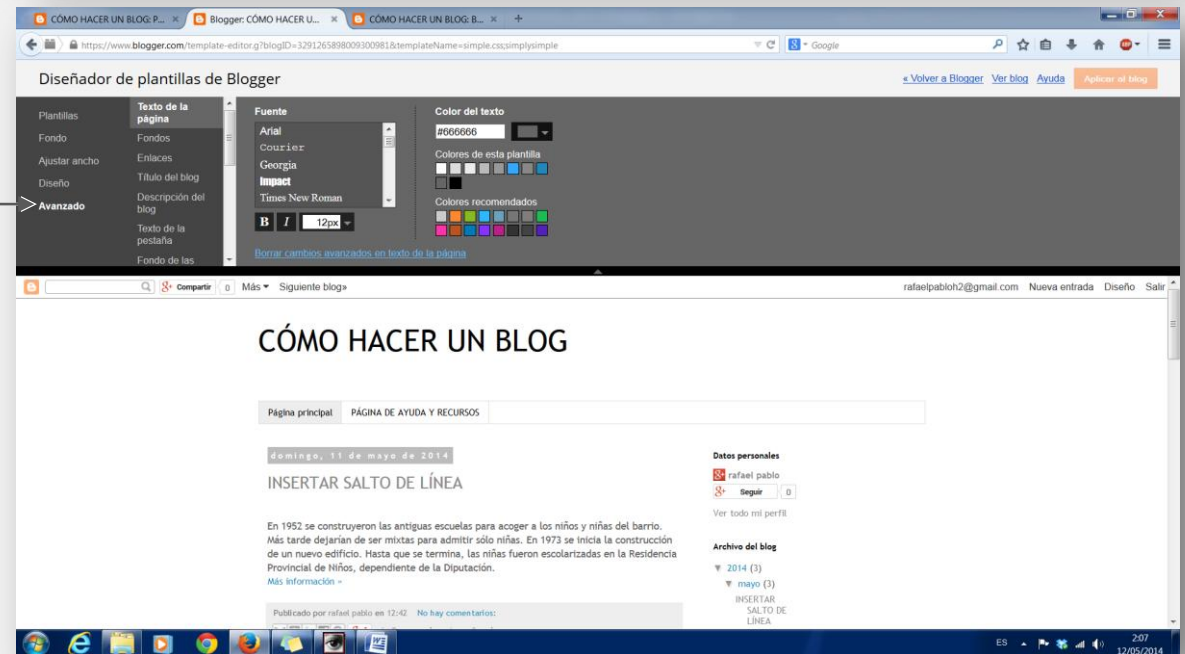 CÓMO HACER UN BLOG: P...
Blogger: CÓMO HACER U...
CÓMO HACER UN BLOG: B...
https://www.blogger.com/template-editor.g?blogID=3291265898009300981&templateName=simple.css;simplysimple
Google
Diseñador de plantillas de Blogger
« Volver a Blogger Ver blog Ayuda Aplicar al blog
Plantillas
Fondo
Ajustar ancho
Diseño
Avanzado
Texto de la
página
Fondos
Enlaces
Título del blog
Descripción del
blog
Texto de la
pestaña
Fondo de las
Fuente
Arial
Courier
Georgia
Impact
Times New Roman
B I 12px
Borrar cambios avanzados en texto de la página
Color del texto
#666666
Colores de esta plantilla
Colores recomendados
Compartir 0 Más Siguiente blog»
rafaelpabloh2@gmail.com Nueva entrada Diseño Salir
CÓMO HACER UN BLOG
Página principal PÁGINA DE AYUDA Y RECURSOS
domingo, 11 de mayo de 2014
INSERTAR SALTO DE LÍNEA
En 1952 se construyeron las antiguas escuelas para acoger a los niños y niñas del barrio.
Más tarde dejarían de ser mixtas para admitir sólo niñas. En 1973 se inicia la construcción
de un nuevo edificio. Hasta que se termina, las niñas fueron escolarizadas en la Residencia
Provincial de Niños, dependiente de la Diputación.
Más información »
Publicado por rafael pablo en 12:42 No hay comentarios:
Datos personales
rafael pablo
Seguir 0
Ver todo mi perfil
Archivo del blog
▼ 2014 (3)
▼ mayo (3)
INSERTAR
SALTO DE
LÍNEA
ES
2:07
12/05/2014